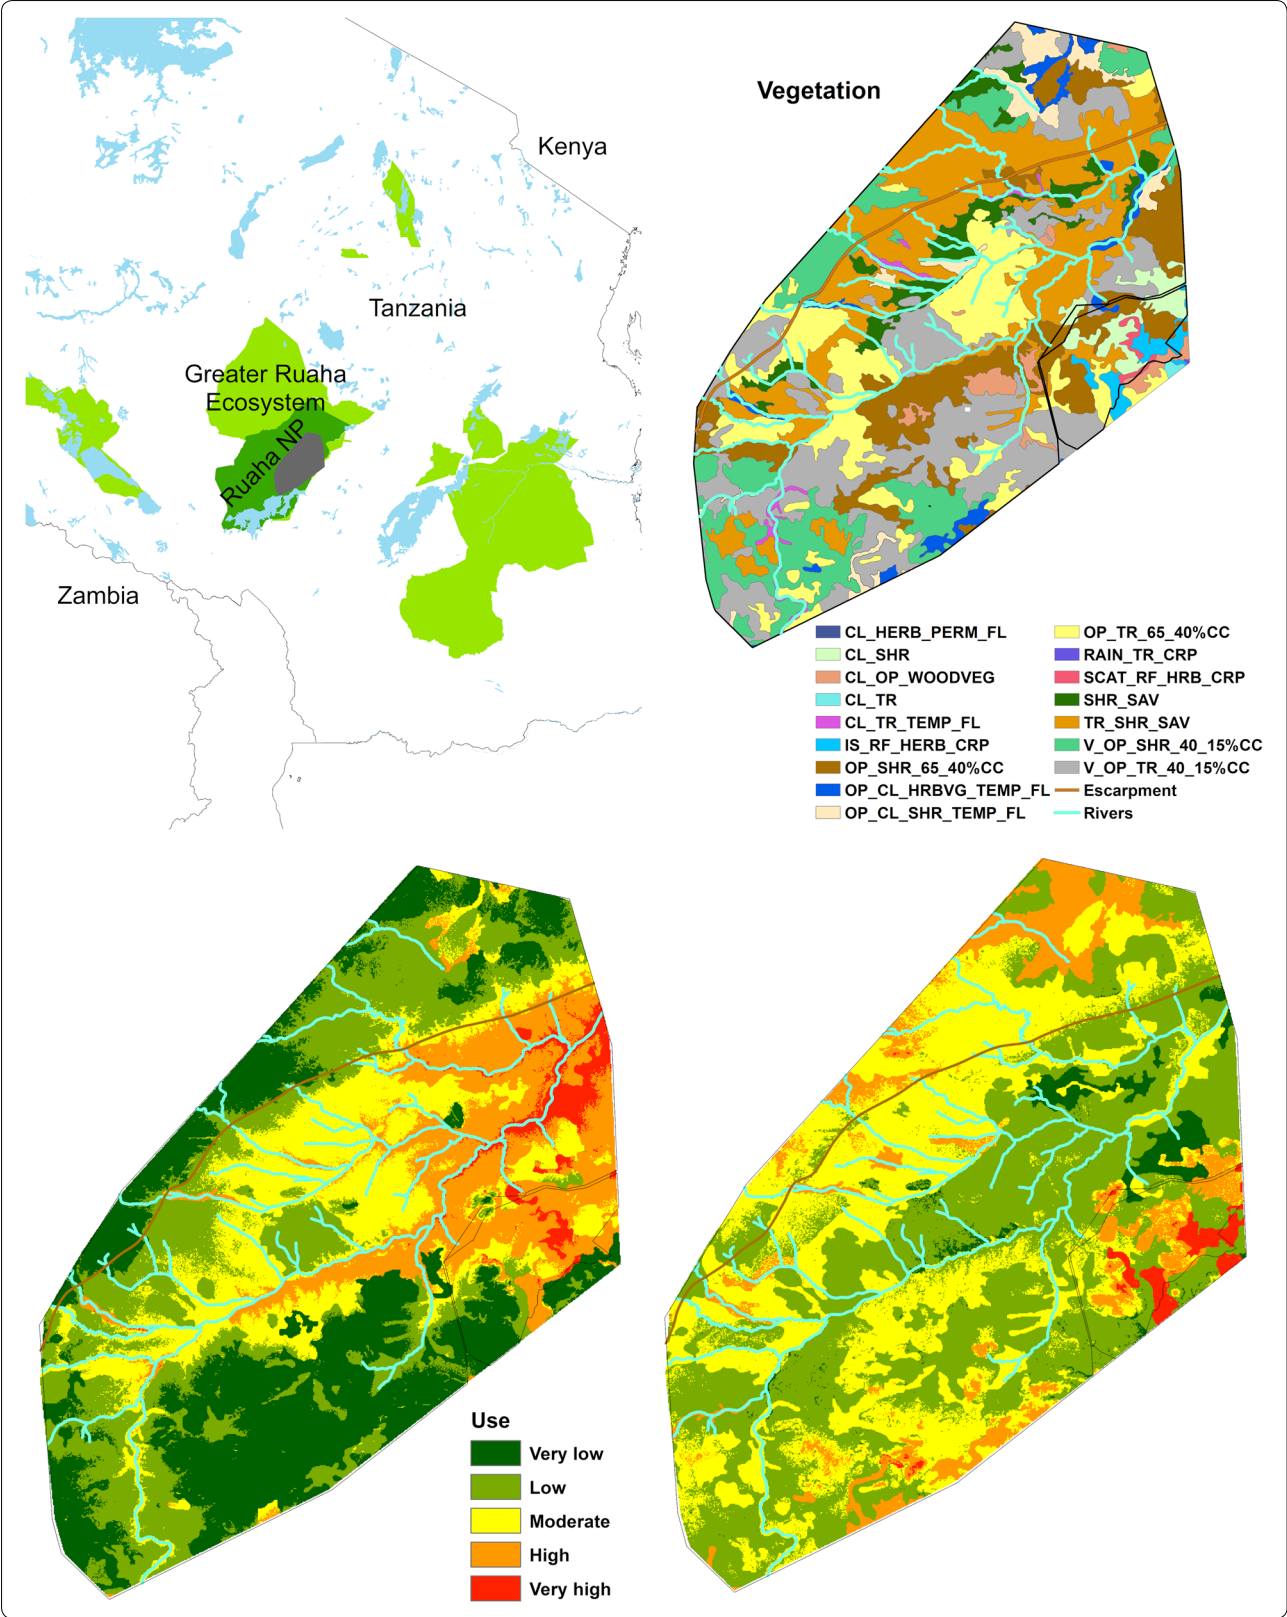 Kenya
Tanzania
Greater Ruaha
Ecosystem
Ruaha NP
Zambia
Vegetation
CL_HERB_PERM_FL
CL_SHR
CL_OP_WOODVEG
CL_TR
CL_TR_TEMP_FL
IS_RF_HERB_CRP
OP_SHR_65_40%CC
OP_CL_HRBVG_TEMP_FL
OP_CL_SHR_TEMP_FL
OP_TR_65_40%CC
RAIN_TR_CRP
SCAT_RF_HRB_CRP
SHR_SAV
TR_SHR_SAV
V_OP_SHR_40_15%CC
V_OP_TR_40_15%CC
Escarpment
Rivers
Use
Very low
Low
Moderate
High
Very high